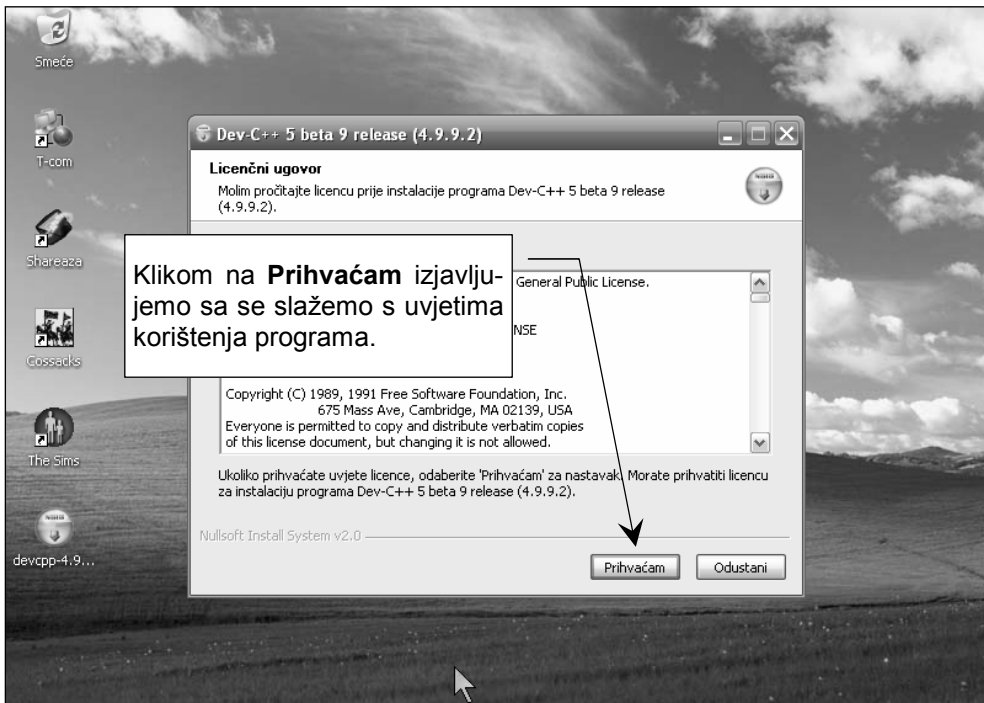 Smeće
T-com
Shareaza
Cossacks
The Sims
devcpp-4.9...
Dev-C++ 5 beta 9 release (4.9.9.2)
Licenčni ugovor
Molim pročitajte licencu prije instalacije programa Dev-C++ 5 beta 9 release
(4.9.9.2).
Klikom na Prihvaćam izjavlju-
jemo sa se slažemo s uvjetima
korištenja programa.
General Public License.
NSE
Copyright (C) 1989, 1991 Free Software Foundation, Inc.
675 Mass Ave, Cambridge, MA 02139, USA
Everyone is permitted to copy and distribute verbatim copies
of this license document, but changing it is not allowed.
Ukoliko prihvaćate uvjete licence, odaberite 'Prihvaćam' za nastavak. Morate prihvatiti licencu
za instalaciju programa Dev-C++ 5 beta 9 release (4.9.9.2).
Nullsoft Install System v2.0
Prihvaćam
Odustani